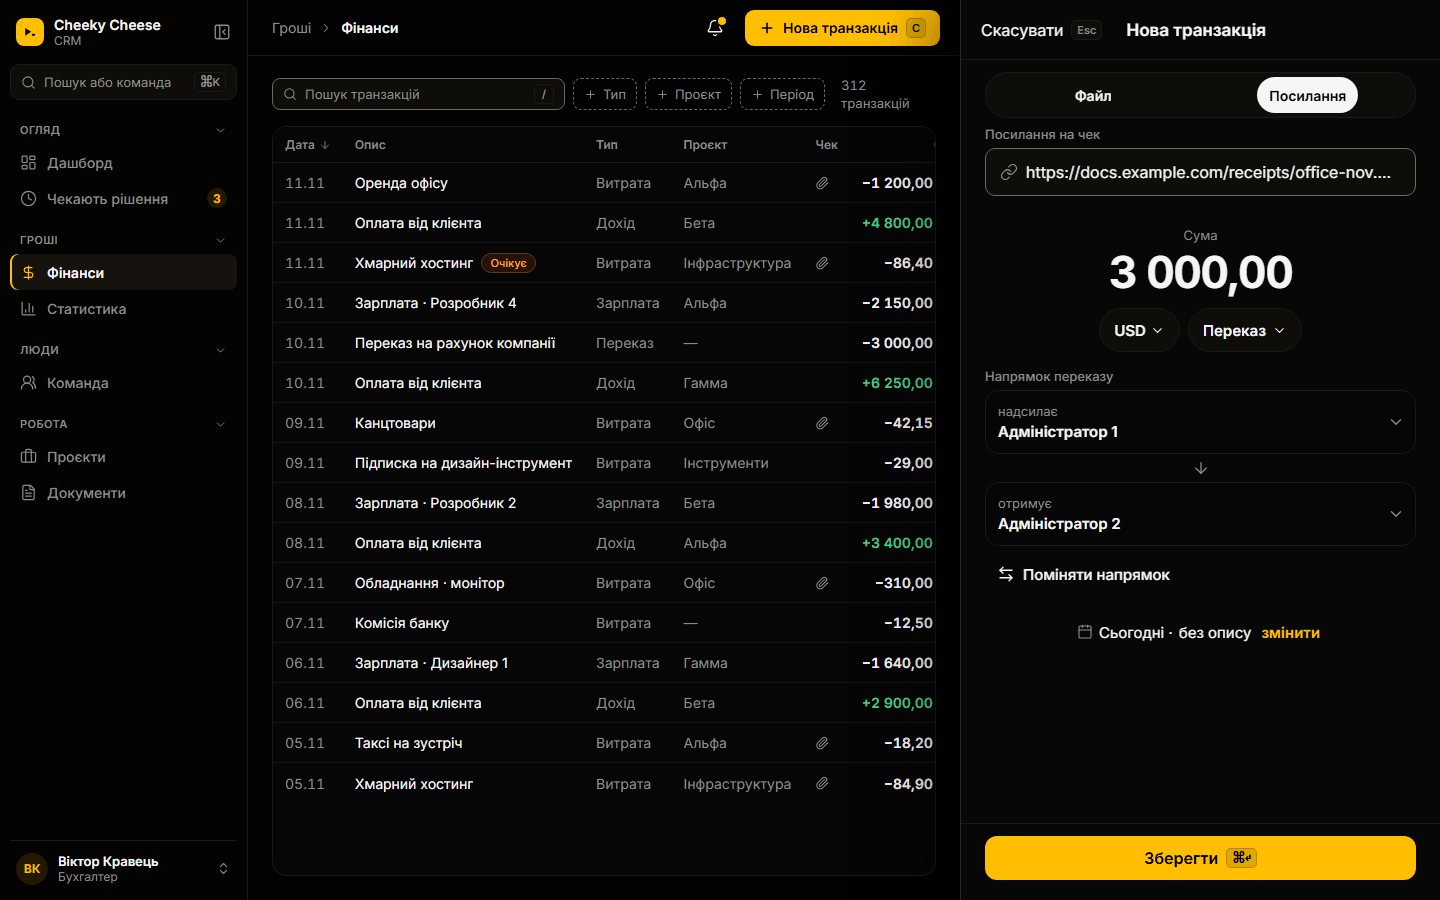 Cheeky Cheese
CRM
Пошук або команда ⌘K
ОГЛЯД
Дашборд
Чекають рішення 3
ГРОШІ
Фінанси
Статистика
ЛЮДИ
Команда
РОБОТА
Проєкти
Документи
ВК
Віктор Кравець
Бухгалтер
Гроші > Фінанси
+ Нова транзакція C
Пошук транзакцій /
+ Тип
+ Проєкт
+ Період
312 транзакцій
Дата ↓ Опис Тип Проєкт Чек
11.11 Оренда офісу Витрата Альфа −1 200,00
11.11 Оплата від клієнта Дохід Бета +4 800,00
11.11 Хмарний хостинг Очікує Витрата Інфраструктура −86,40
10.11 Зарплата · Розробник 4 Зарплата Альфа −2 150,00
10.11 Переказ на рахунок компанії Переказ — −3 000,00
10.11 Оплата від клієнта Дохід Гамма +6 250,00
09.11 Канцтовари Витрата Офіс −42,15
09.11 Підписка на дизайн-інструмент Витрата Інструменти −29,00
08.11 Зарплата · Розробник 2 Зарплата Бета −1 980,00
08.11 Оплата від клієнта Дохід Альфа +3 400,00
07.11 Обладнання · монітор Витрата Офіс −310,00
07.11 Комісія банку Витрата — −12,50
06.11 Зарплата · Дизайнер 1 Зарплата Гамма −1 640,00
06.11 Оплата від клієнта Дохід Бета +2 900,00
05.11 Таксі на зустріч Витрата Альфа −18,20
05.11 Хмарний хостинг Витрата Інфраструктура −84,90
Скасувати Esc Нова транзакція
Файл Посилання
Посилання на чек
https://docs.example.com/receipts/office-nov....
Сума
3 000,00
USD Переказ
Напрямок переказу
надсилає
Адміністратор 1
↓
отримує
Адміністратор 2
Поміняти напрямок
Сьогодні · без опису змінити
Зберегти ⌘↵